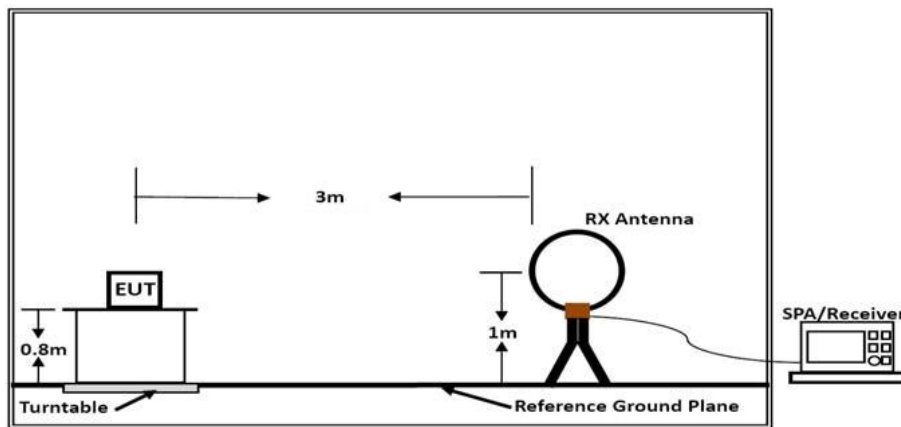 3m
RX Antenna
EUT
SPA/Receiver
0.8m
1m
Turntable
Reference Ground Plane